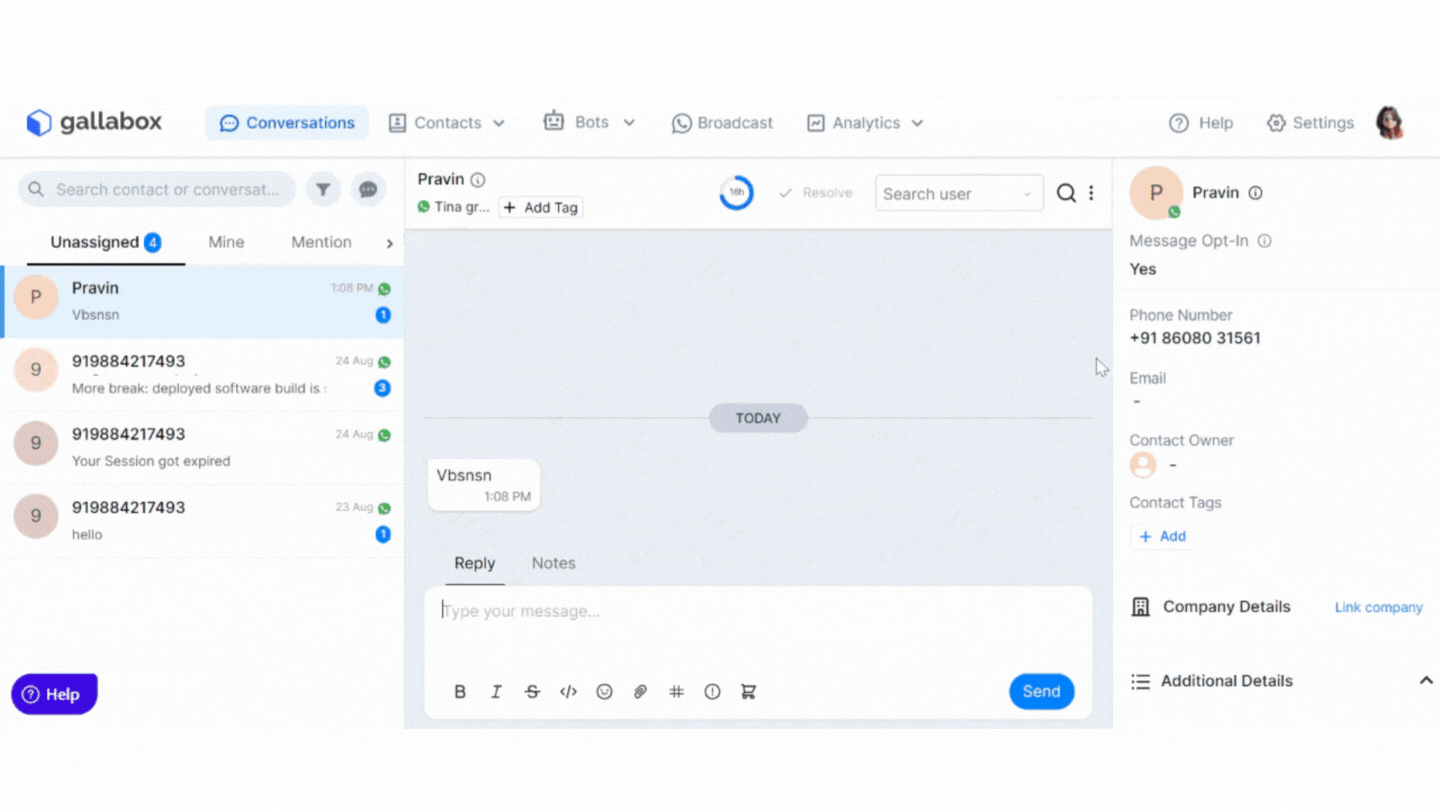 gallabox
Conversations
Contacts
Bots
Broadcast
Analytics
Help
Settings
Search contact or conversat...
Unassigned 4
Mine
Mention
P
Pravin
1:08 PM
Vbsnsn
1
9
919884217493
24 Aug
More break: deployed software build is
3
9
919884217493
24 Aug
Your Session got expired
9
919884217493
23 Aug
hello
1
Help
Pravin
Tina gr...
+ Add Tag
16h
Resolve
Search user
TODAY
Vbsnsn
1:08 PM
Reply
Notes
Type your message...
B I S </> #
Send
P
Pravin
Message Opt-In
Yes
Phone Number
+91 86080 31561
Email
-
Contact Owner
-
Contact Tags
+ Add
Company Details
Link company
Additional Details